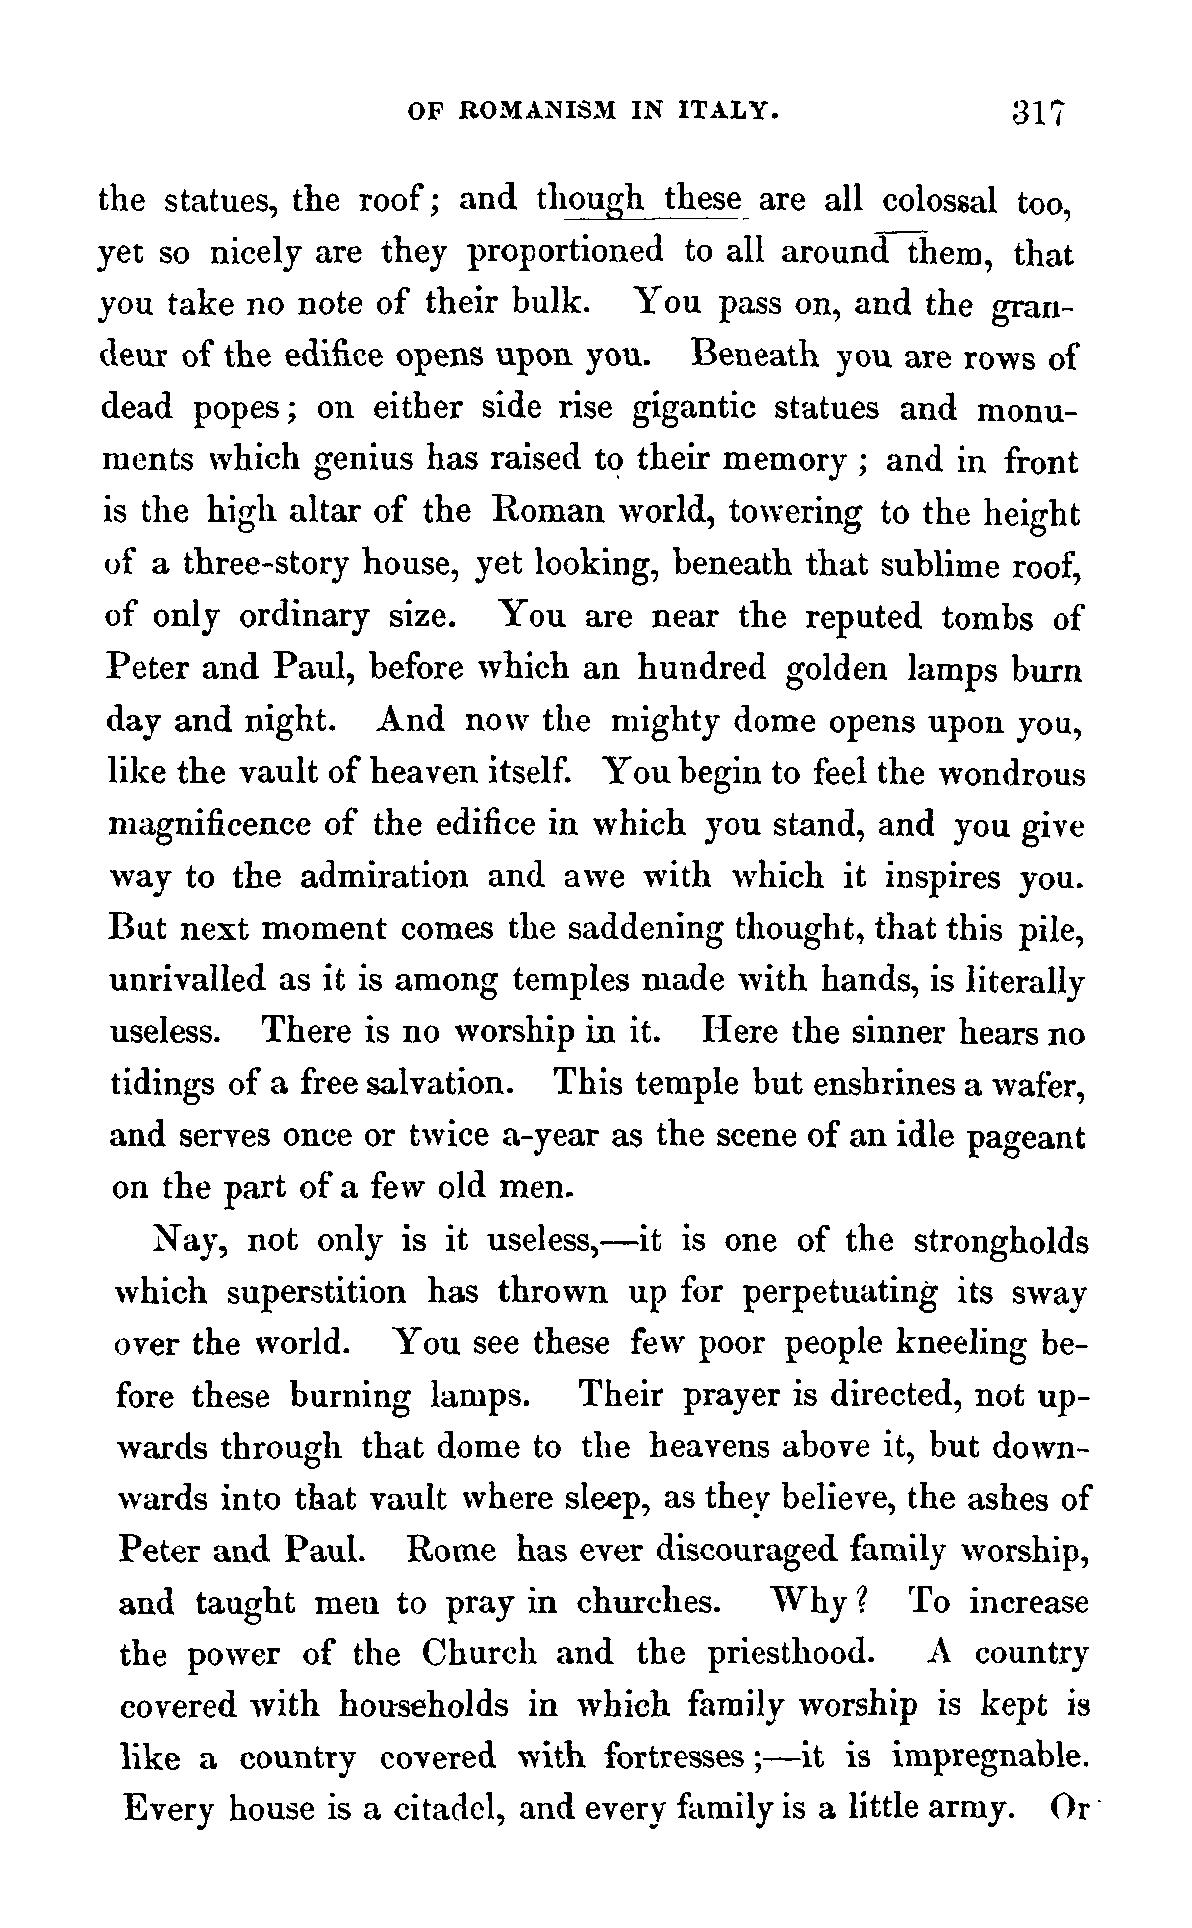 OF ROMANISM IN ITALY. 317
the statues, the roof; and though these are all colossal too,
yet so nicely are they proportioned to all around them, that
you take no note of their bulk. You pass on, and the gran-
deur of the edifice opens upon you. Beneath you are rows of
dead popes; on either side rise gigantic statues and monu-
ments which genius has raised to their memory ; and in front
is the high altar of the Roman world, towering to the height
of a three-story house, yet looking, beneath that sublime roof,
of only ordinary size. You are near the reputed tombs of
Peter and Paul, before which an hundred golden lamps burn
day and night. And now the mighty dome opens upon you,
like the vault of heaven itself. You begin to feel the wondrous
magnificence of the edifice in which you stand, and you give
way to the admiration and awe with which it inspires you.
But next moment comes the saddening thought, that this pile,
unrivalled as it is among temples made with hands, is literally
useless. There is no worship in it. Here the sinner hears no
tidings of a free salvation. This temple but enshrines a wafer,
and serves once or twice a-year as the scene of an idle pageant
on the part of a few old men.
Nay, not only is it useless,—it is one of the strongholds
which superstition has thrown up for perpetuating its sway
over the world. You see these few poor people kneeling be-
fore these burning lamps. Their prayer is directed, not up-
wards through that dome to the heavens above it, but down-
wards into that vault where sleep, as they believe, the ashes of
Peter and Paul. Rome has ever discouraged family worship,
and taught men to pray in churches. Why? To increase
the power of the Church and the priesthood. A country
covered with households in which family worship is kept is
like a country covered with fortresses ;—it is impregnable.
Every house is a citadel, and every family is a little army. Or